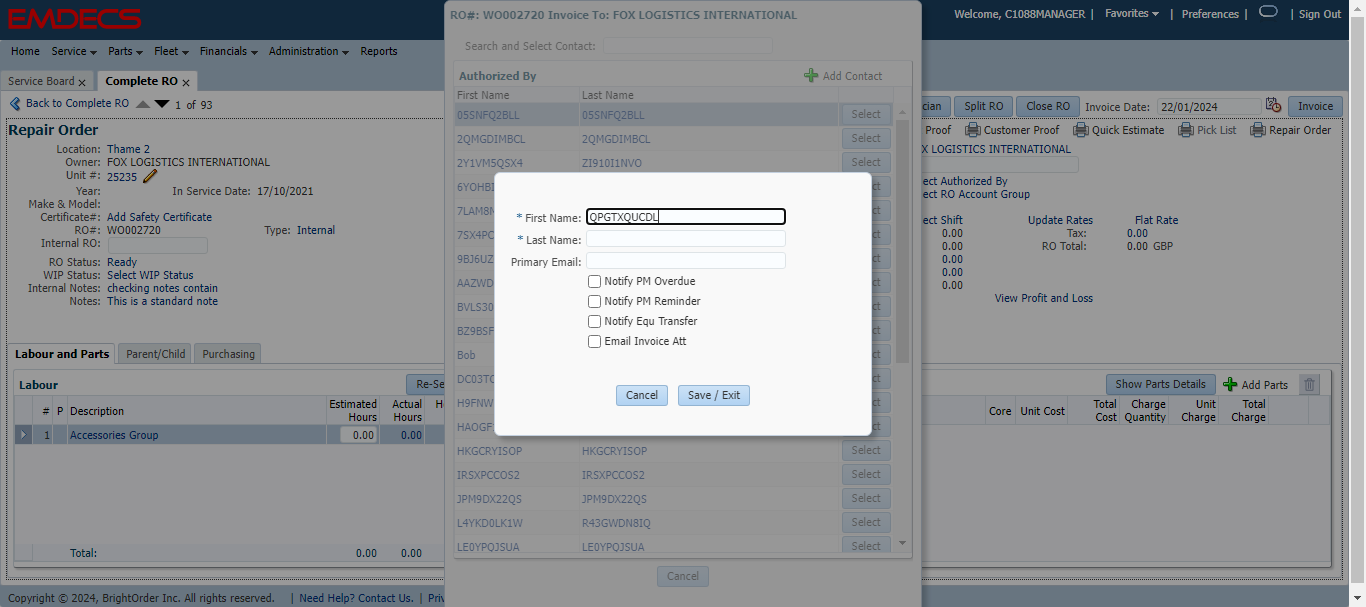 EMDECS
Welcome, C1088MANAGER | Favorites | Preferences | | Sign Out
Home Service Parts Fleet Financials Administration Reports
Service Board x Complete RO x
Back to Complete RO 1 of 93
Repair Order
Location: Thame 2
Owner: FOX LOGISTICS INTERNATIONAL
Unit #: 25235
Year: In Service Date: 17/10/2021
Make & Model:
Certificate#: Add Safety Certificate
RO#: WO002720 Type: Internal
Internal RO:
RO Status: Ready
WIP Status: Select WIP Status
Internal Notes: checking notes contain
Notes: This is a standard note
Labour and Parts Parent/Child Purchasing
Labour Re-Se
# P Description Estimated Hours Actual Hours H
1 Accessories Group 0.00 0.00
Total: 0.00 0.00
RO#: WO002720 Invoice To: FOX LOGISTICS INTERNATIONAL
Search and Select Contact:
Authorized By Add Contact
First Name Last Name
05SNFQ2BLL 05SNFQ2BLL Select
2QMGDIMBCL 2QMGDIMBCL Select
2Y1VM5QSX4 ZI910I1NVO Select
6YOHB ct
7LAM8 ct
7SX4PC ct
9BJ6UZ ct
AAZWD ct
BVLS30 ct
BZ9BSF ct
Bob ct
DC03TC ct
H9FNW ct
HAOGF ct
HKGCRYISOP HKGCRYISOP Select
IRSXPCCOS2 IRSXPCCOS2 Select
JPM9DX22QS JPM9DX22QS Select
L4YKD0LK1W R43GWDN8IQ Select
LE0YPQJSUA LE0YPQJSUA Select
Cancel
* First Name: QPGTXQUCDL
* Last Name:
Primary Email:
Notify PM Overdue
Notify PM Reminder
Notify Equ Transfer
Email Invoice Att
Cancel Save / Exit
cian Split RO Close RO Invoice Date: 22/01/2024 Invoice
Proof Customer Proof Quick Estimate Pick List Repair Order
X LOGISTICS INTERNATIONAL
ect Authorized By
ect RO Account Group
ect Shift Update Rates Flat Rate
0.00 Tax: 0.00
0.00 RO Total: 0.00 GBP
0.00
0.00
0.00
View Profit and Loss
Show Parts Details Add Parts
Core Unit Cost Total Cost Charge Quantity Unit Charge Total Charge
Copyright © 2024, BrightOrder Inc. All rights reserved. | Need Help? Contact Us. | Priv